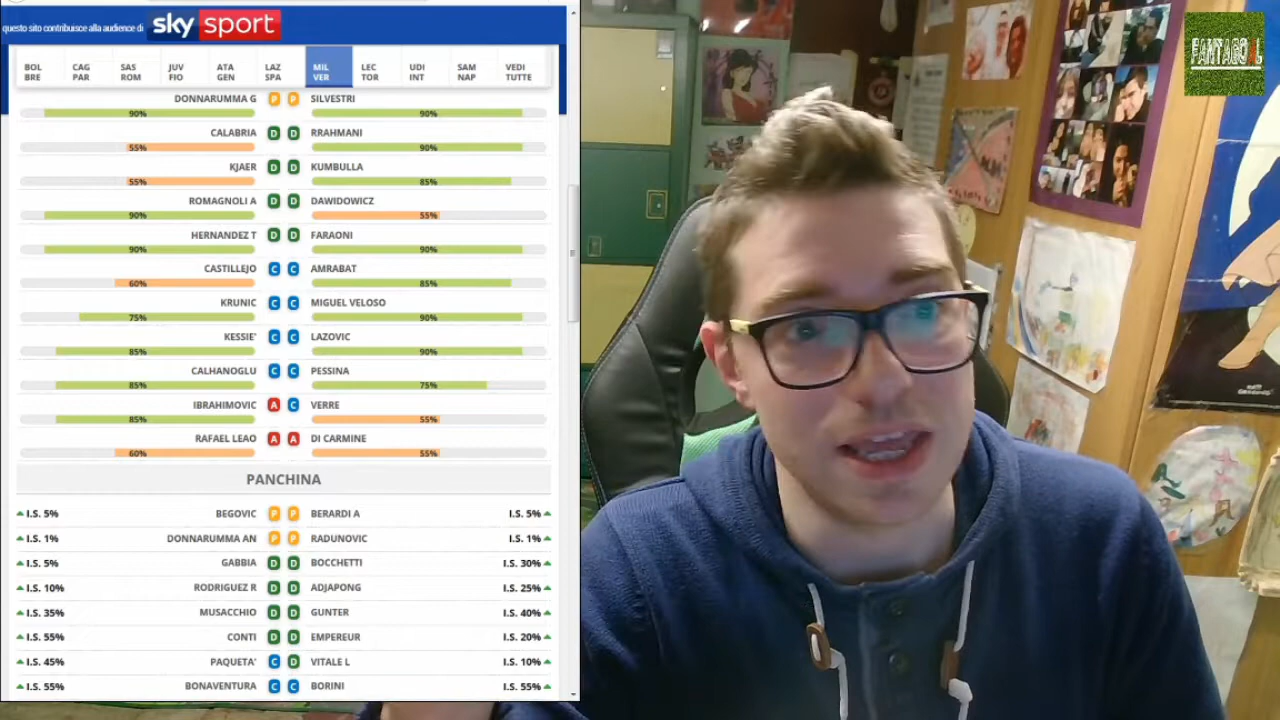 questo sito contribuisce alla audience di sky sport
FANTAGOAL
BOL CAG SAS JUV ATA LAZ MIL LEC UDI SAM VEDI
BRE PAR ROM FIO GEN SPA VER TOR INT NAP TUTTE
DONNARUMMA G P P SILVESTRI
90% 90%
CALABRIA D D RRAHMANI
55% 90%
KJAER D D KUMBULLA
55% 85%
ROMAGNOLI A D D DAWIDOWICZ
90% 55%
HERNANDEZ T D D FARAONI
90% 90%
CASTILLEJO C C AMRABAT
60% 85%
KRUNIC C C MIGUEL VELOSO
75% 90%
KESSIE' C C LAZOVIC
85% 90%
CALHANOGLU C C PESSINA
85% 75%
IBRAHIMOVIC A C VERRE
85% 55%
RAFAEL LEAO A A DI CARMINE
60% 55%
PANCHINA
I.S. 5% BEGOVIC P P BERARDI A I.S. 5%
I.S. 1% DONNARUMMA AN P P RADUNOVIC I.S. 1%
I.S. 5% GABBIA D D BOCCHETTI I.S. 30%
I.S. 10% RODRIGUEZ R D D ADJAPONG I.S. 25%
I.S. 35% MUSACCHIO D D GUNTER I.S. 40%
I.S. 55% CONTI D D EMPEREUR I.S. 20%
I.S. 45% PAQUETA' C D VITALE L I.S. 10%
I.S. 55% BONAVENTURA C C BORINI I.S. 55%